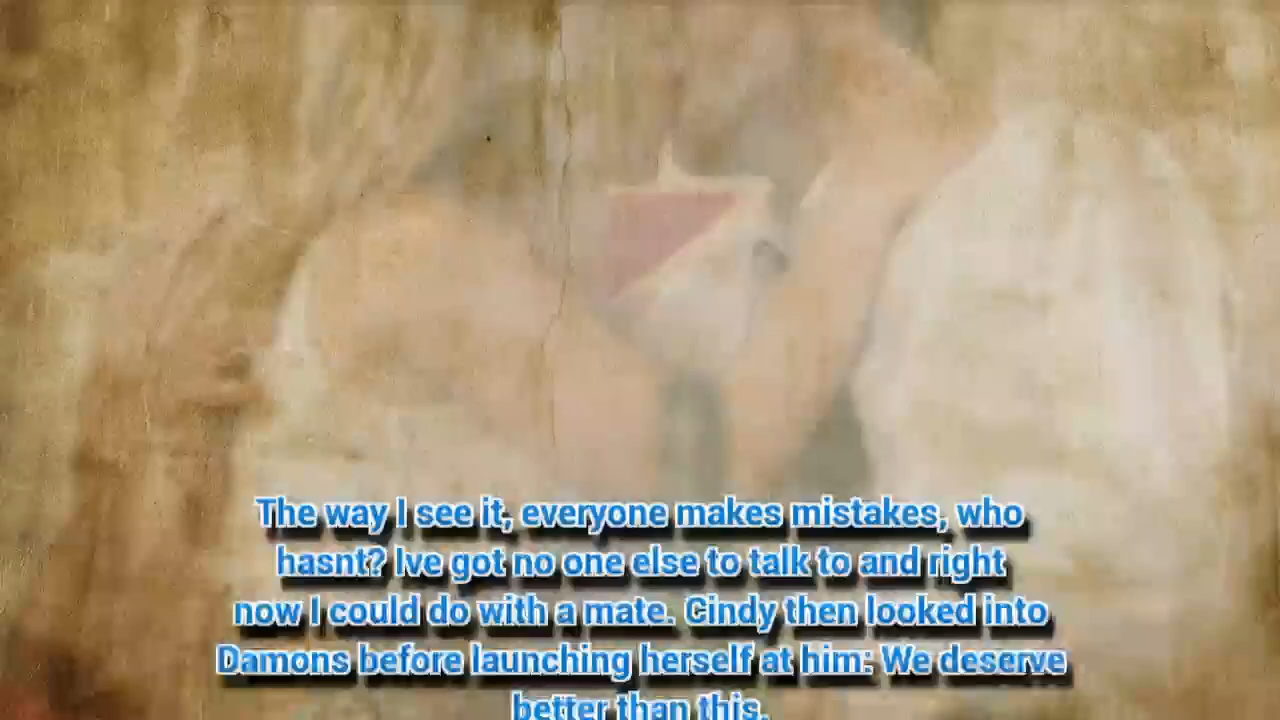 The way I see it, everyone makes mistakes, who
hasnt? Ive got no one else to talk to and right
now I could do with a mate. Cindy then looked into
Damons before launching herself at him: We deserve
better than this.